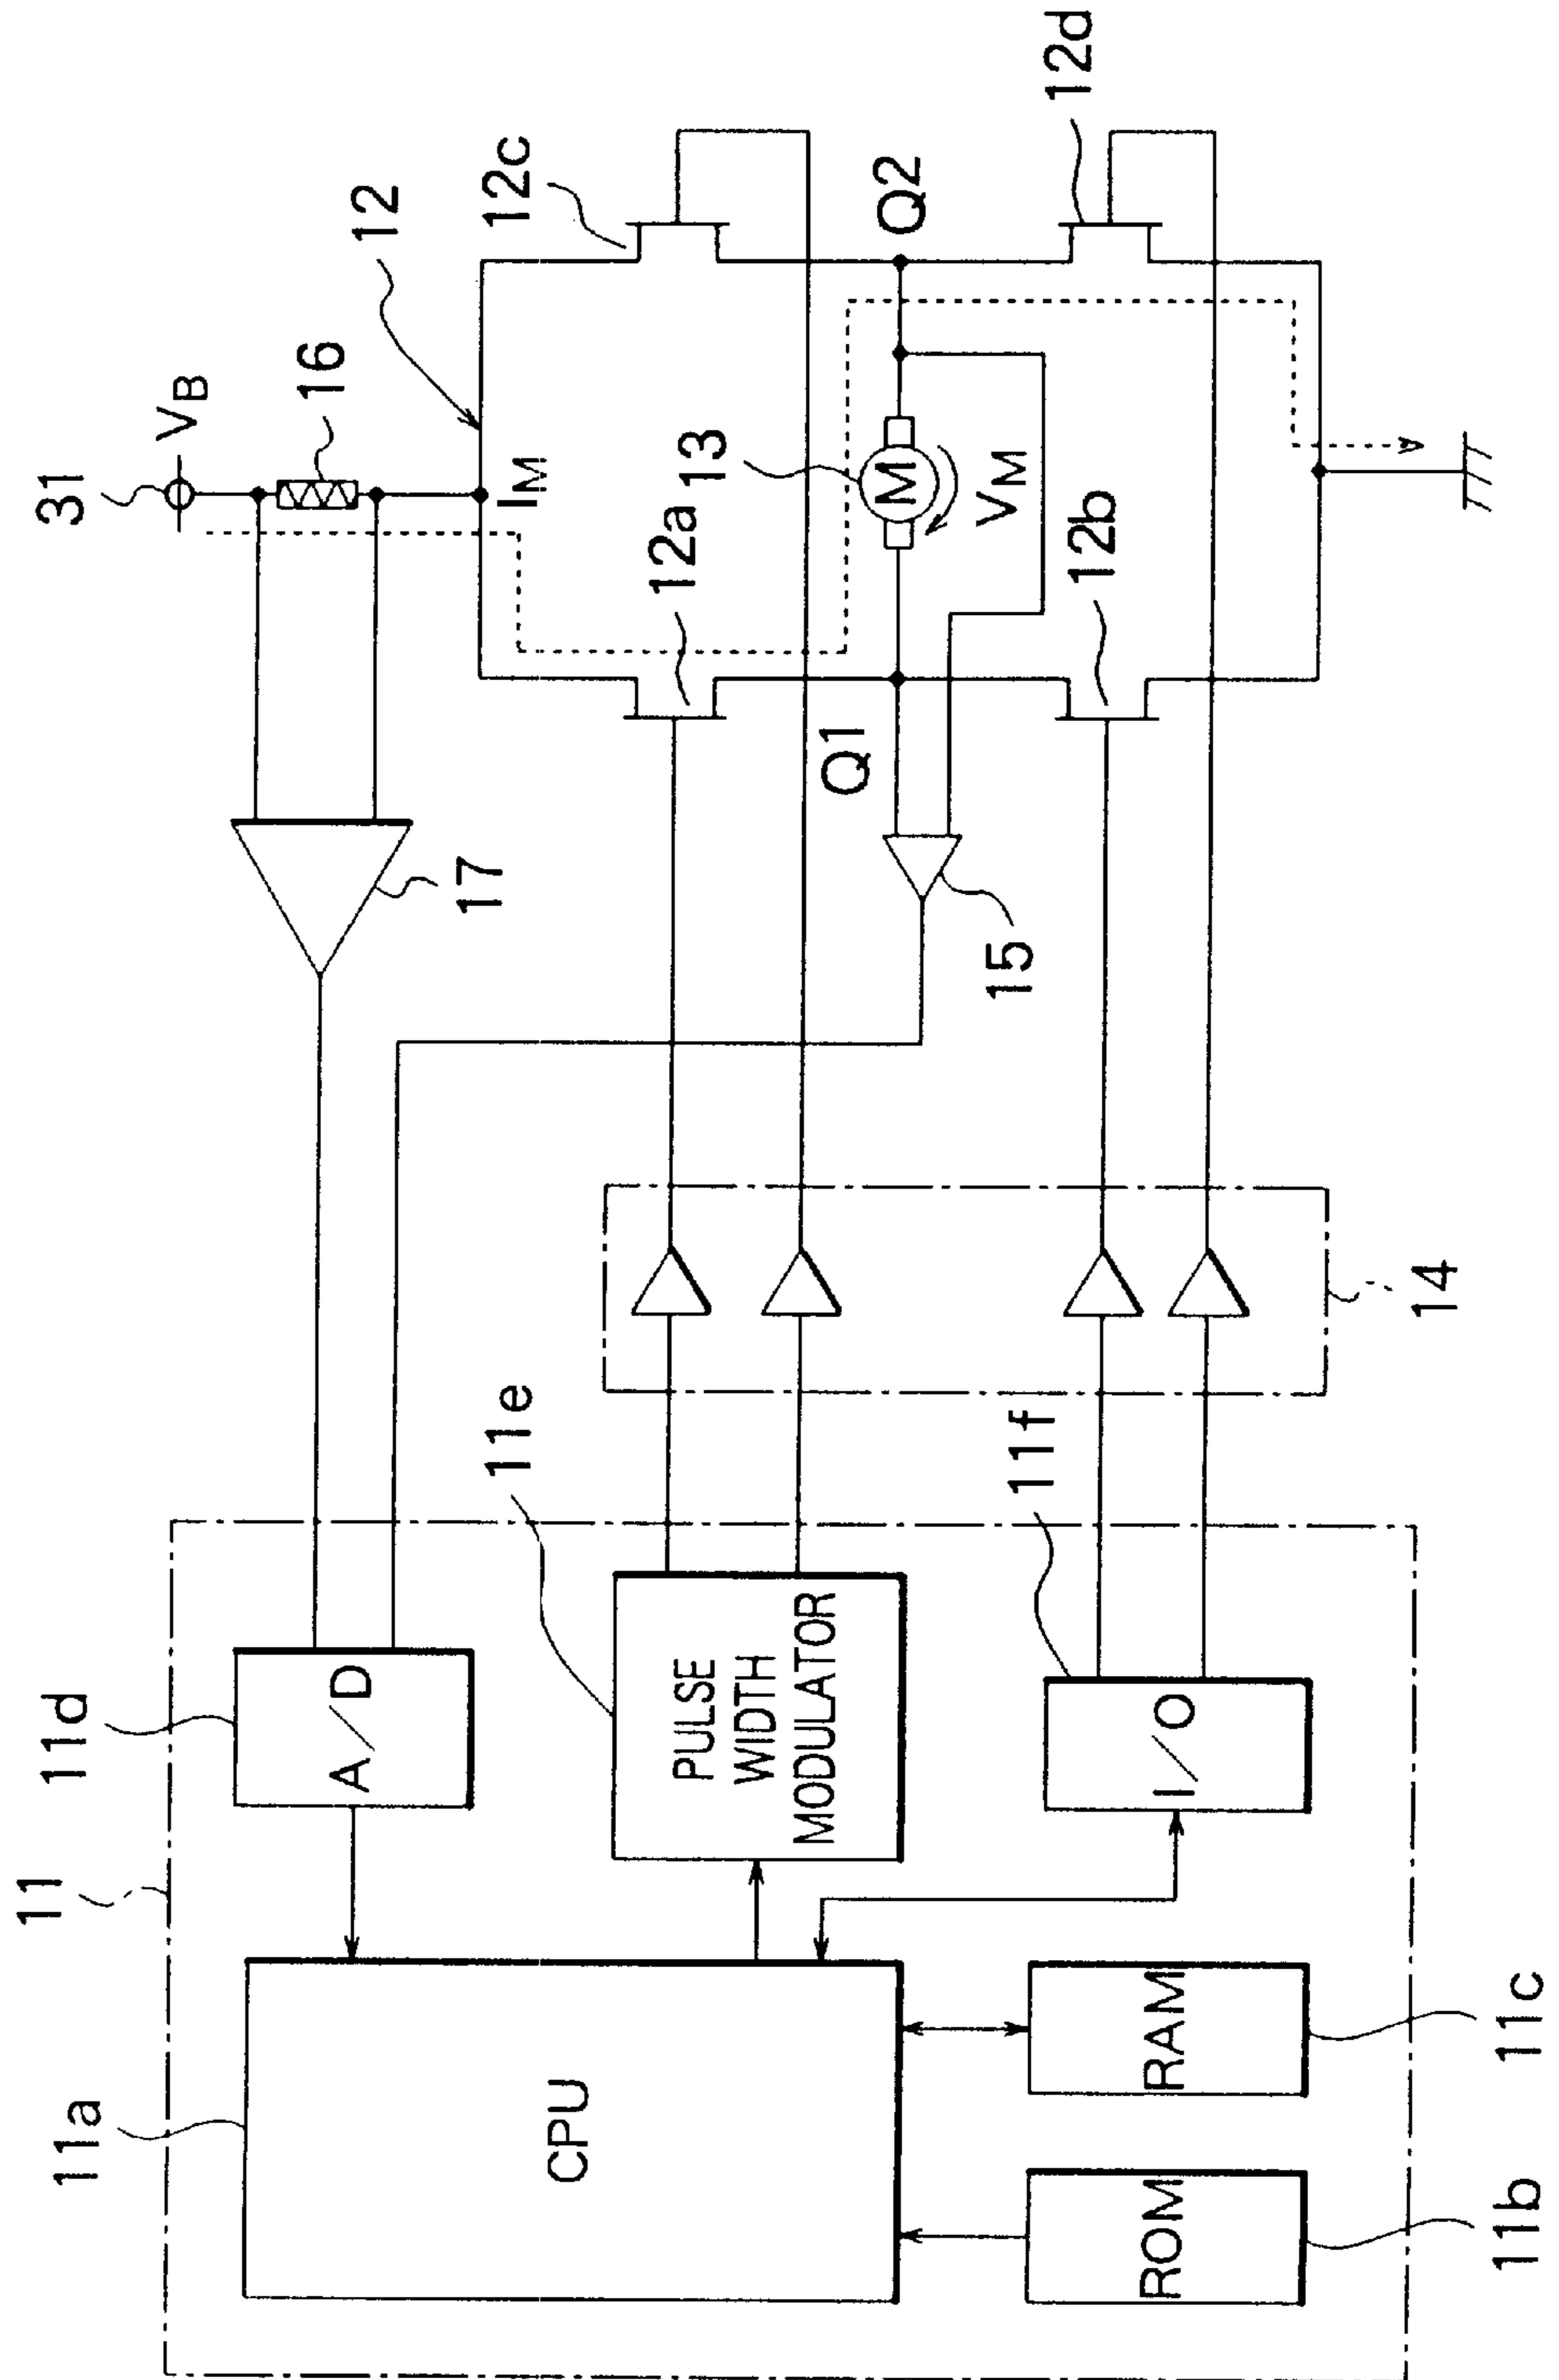 11
11a
CPU
ROM
11b
RAM
11c
11d
A/D
11e
PULSE
WIDTH
MODULATOR
11f
I/O
14
17
15
31
VB
16
IM
12
12a
12c
Q1
13
M
VM
Q2
12b
12d